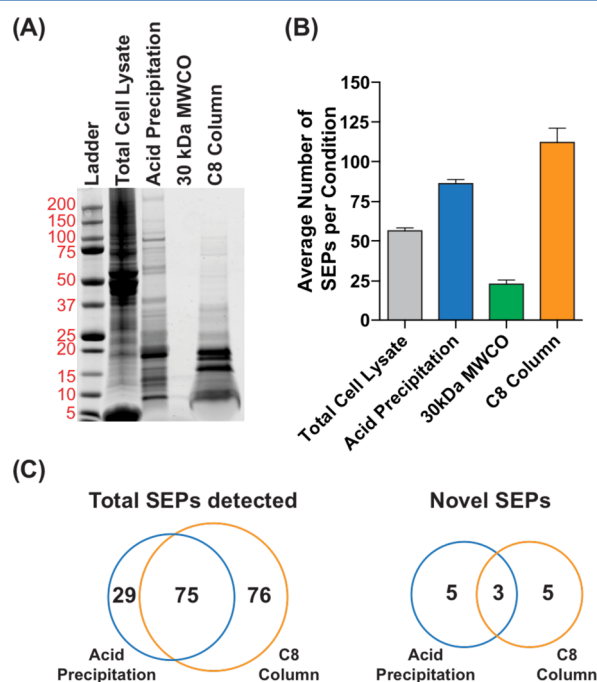 (A)
Ladder
Total Cell Lysate
Acid Precipitation
30 kDa MWCO
C8 Column
200
150
100
75
50
37
25
20
15
10
5
(B)
Average Number of
SEPs per Condition
150
125
100
75
50
25
0
Total Cell Lysate
Acid Precipitation
30kDa MWCO
C8 Column
(C)
Total SEPs detected
29
75
76
Acid
Precipitation
C8
Column
Novel SEPs
5
3
5
Acid
Precipitation
C8
Column